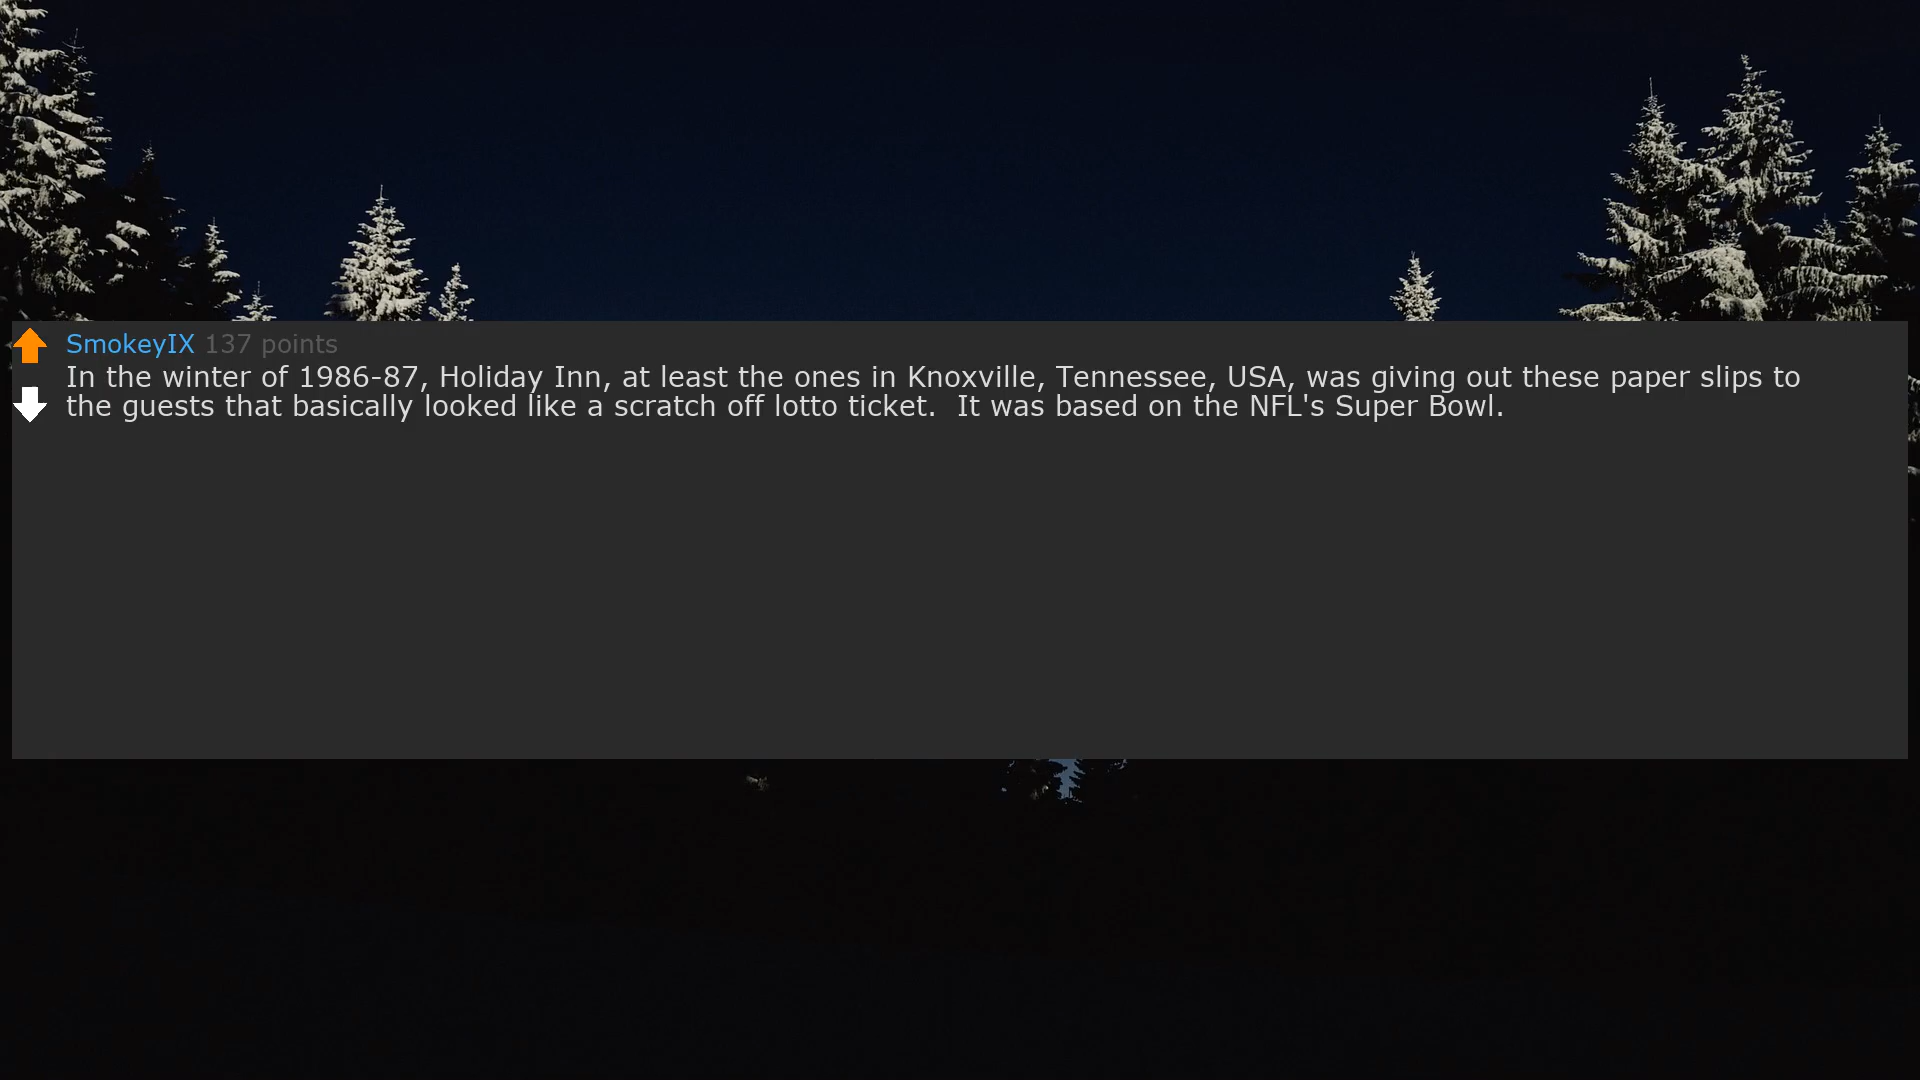 SmokeyIX 137 points
In the winter of 1986-87, Holiday Inn, at least the ones in Knoxville, Tennessee, USA, was giving out these paper slips to
the guests that basically looked like a scratch off lotto ticket.  It was based on the NFL's Super Bowl.